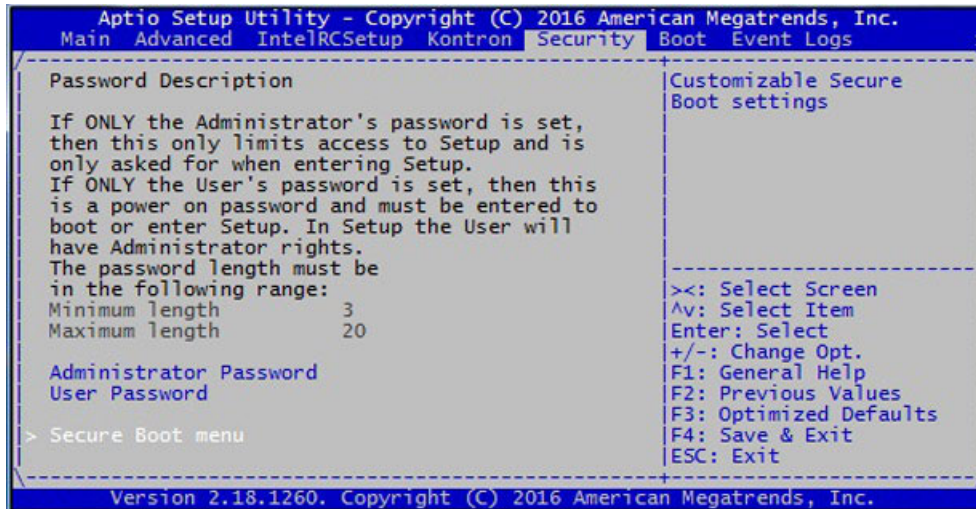 Aptio Setup Utility - Copyright (C) 2016 American Megatrends, Inc.
Main Advanced IntelRCSetup Kontron Security Boot Event Logs
Password Description
If ONLY the Administrator's password is set,
then this only limits access to Setup and is
only asked for when entering Setup.
If ONLY the User's password is set, then this
is a power on password and must be entered to
boot or enter Setup. In Setup the User will
have Administrator rights.
The password length must be
in the following range:
Minimum length 3
Maximum length 20
Administrator Password
User Password
> Secure Boot menu
Customizable Secure
Boot settings
><: Select Screen
^v: Select Item
Enter: Select
+/-: Change Opt.
F1: General Help
F2: Previous Values
F3: Optimized Defaults
F4: Save & Exit
ESC: Exit
Version 2.18.1260. Copyright (C) 2016 American Megatrends, Inc.